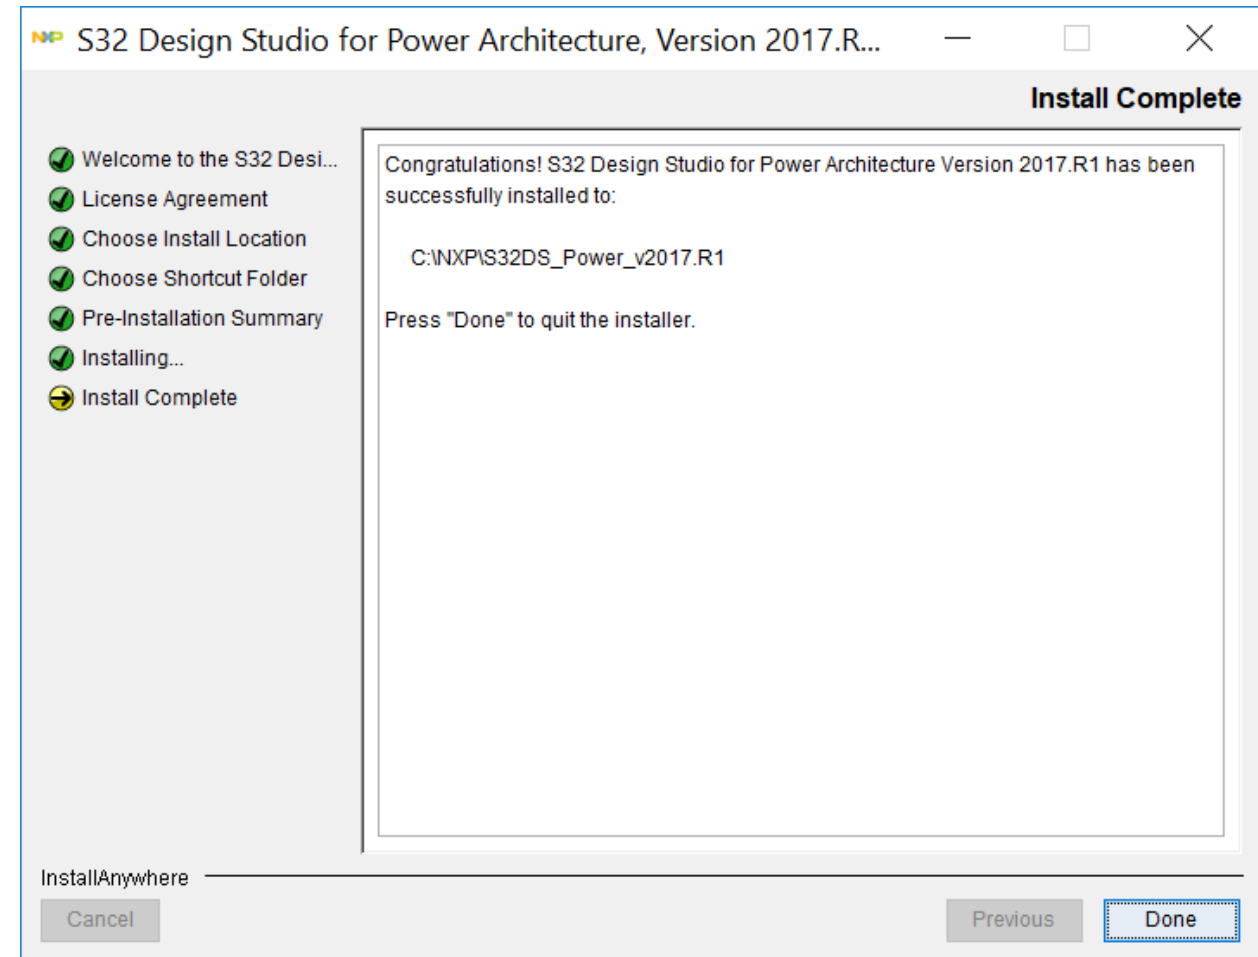 NXP S32 Design Studio for Power Architecture, Version 2017.R...
Install Complete
Welcome to the S32 Desi...
License Agreement
Choose Install Location
Choose Shortcut Folder
Pre-Installation Summary
Installing...
Install Complete
Congratulations! S32 Design Studio for Power Architecture Version 2017.R1 has been
successfully installed to:
C:\NXP\S32DS_Power_v2017.R1
Press "Done" to quit the installer.
InstallAnywhere
Cancel
Previous
Done